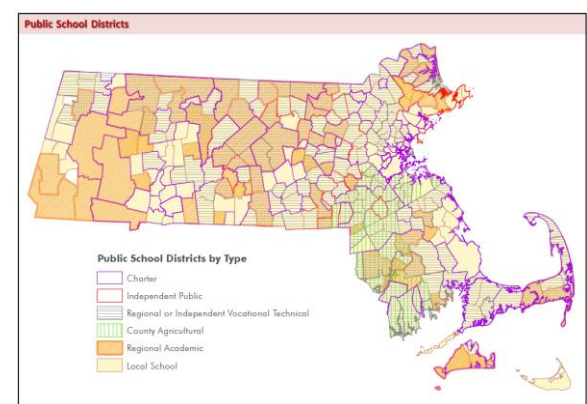 Public School Districts
Public School Districts by Type
Charter
Independent Public
Regional or Independent Vocational Technical
County Agricultural
Regional Academic
Local School